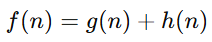 f(n) = g(n) + h(n)